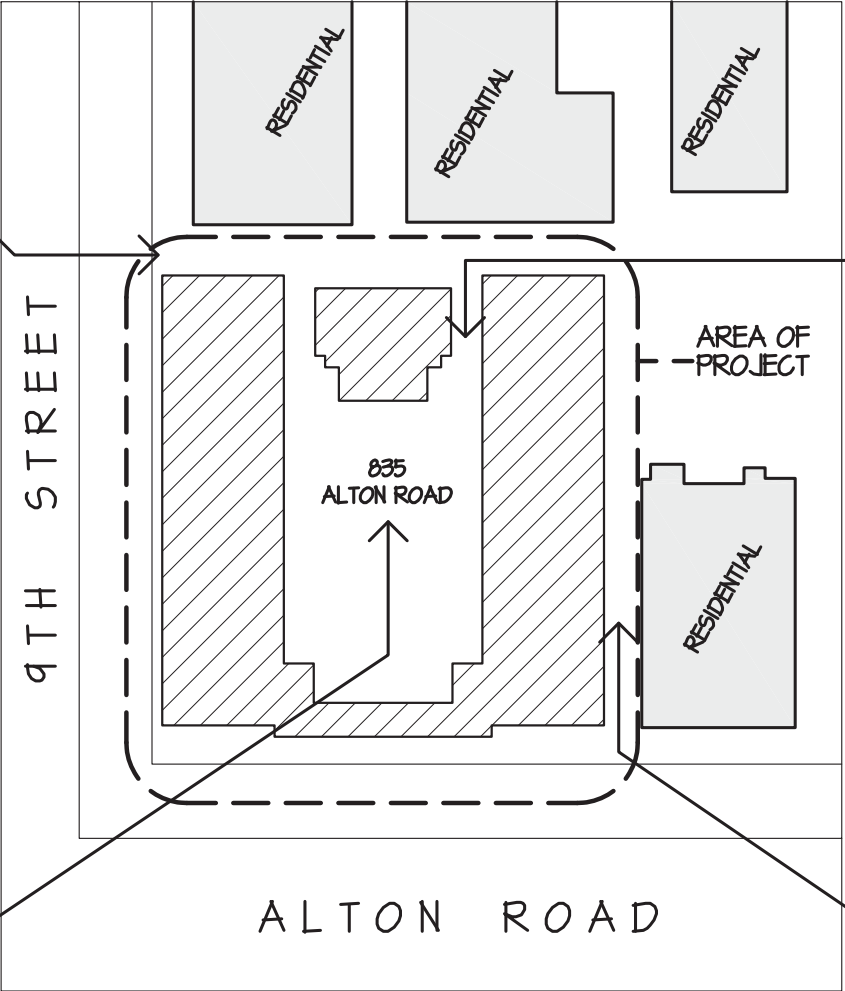 RESIDENTIAL
RESIDENTIAL
RESIDENTIAL
AREA OF
PROJECT
9TH STREET
835
ALTON ROAD
RESIDENTIAL
ALTON ROAD